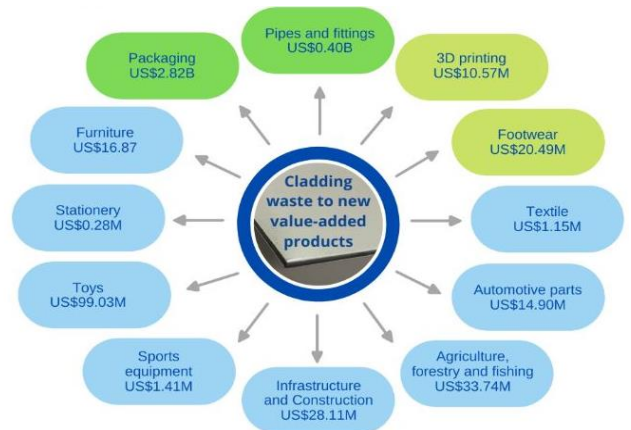 Pipes and fittings
US$0.40B
3D printing
US$10.57M
Footwear
US$20.49M
Textile
US$1.15M
Automotive parts
US$14.90M
Agriculture,
forestry and fishing
US$33.74M
Infrastructure
and Construction
US$28.11M
Sports
equipment
US$1.41M
Toys
US$99.03M
Stationery
US$0.28M
Furniture
US$16.87
Packaging
US$2.82B
Cladding
waste to new
value-added
products